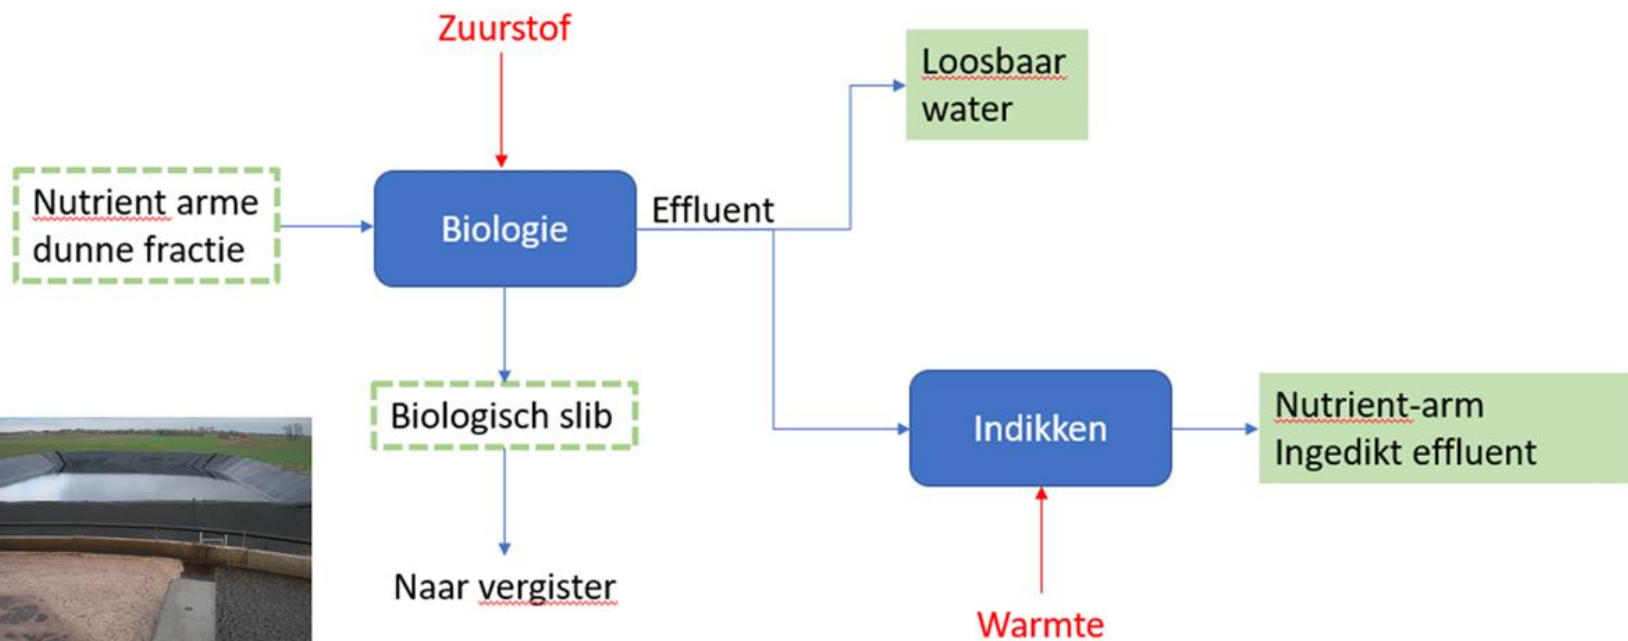 Zuurstof
Loosbaar
water
Nutrient arme
dunne fractie
Biologie
Effluent
Biologisch slib
Indikken
Nutrient-arm
Ingedikt effluent
Naar vergister
Warmte